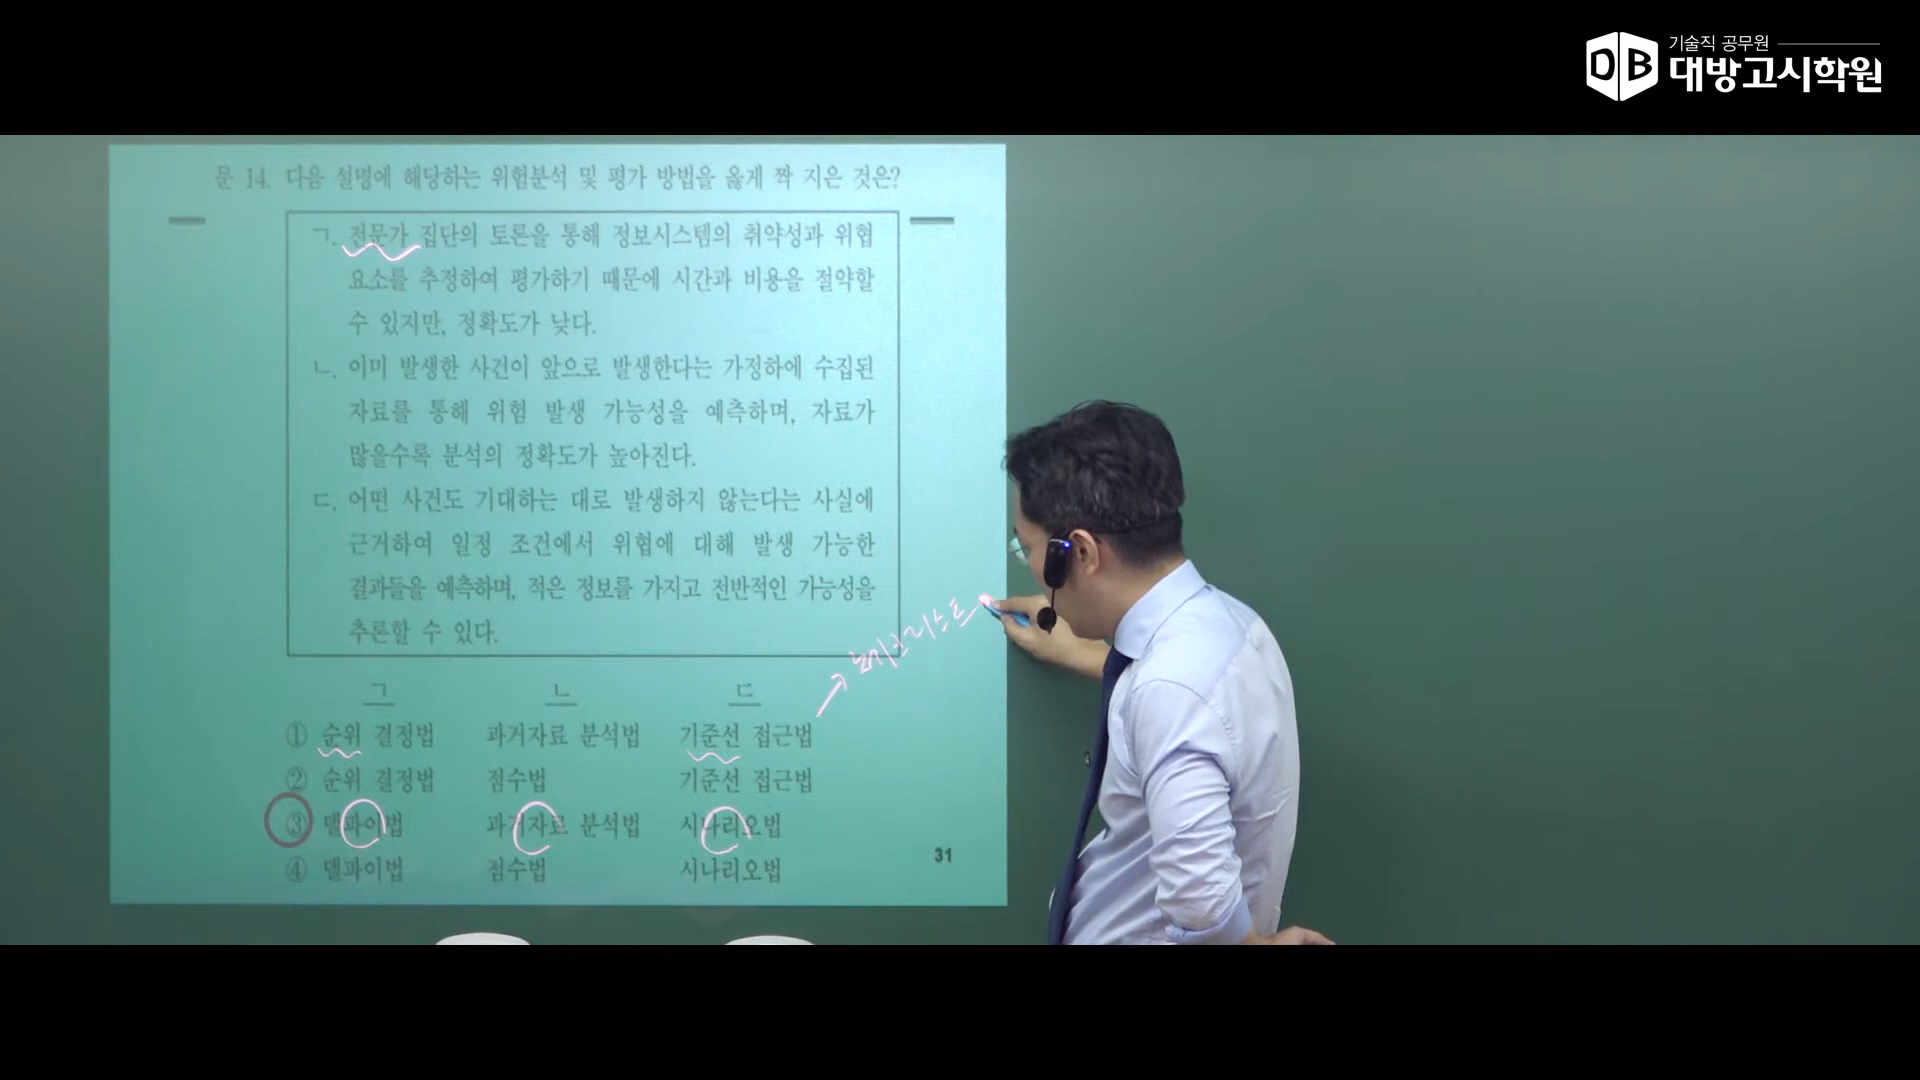 기술직 공무원
DB 대방고시학원
문 14. 다음 설명에 해당하는 위험분석 및 평가 방법을 옳게 짝 지은 것은?
ㄱ. 전문가 집단의 토론을 통해 정보시스템의 취약성과 위협
요소를 추정하여 평가하기 때문에 시간과 비용을 절약할
수 있지만, 정확도가 낮다.
ㄴ. 이미 발생한 사건이 앞으로 발생한다는 가정하에 수집된
자료를 통해 위험 발생 가능성을 예측하며, 자료가
많을수록 분석의 정확도가 높아진다.
ㄷ. 어떤 사건도 기대하는 대로 발생하지 않는다는 사실에
근거하여 일정 조건에서 위협에 대해 발생 가능한
결과들을 예측하며, 적은 정보를 가지고 전반적인 가능성을
추론할 수 있다.
→ 체크리스트
ㄱ ㄴ ㄷ
① 순위 결정법 과거자료 분석법 기준선 접근법
② 순위 결정법 점수법 기준선 접근법
③ 델파이법 과거자료 분석법 시나리오법
④ 델파이법 점수법 시나리오법
31